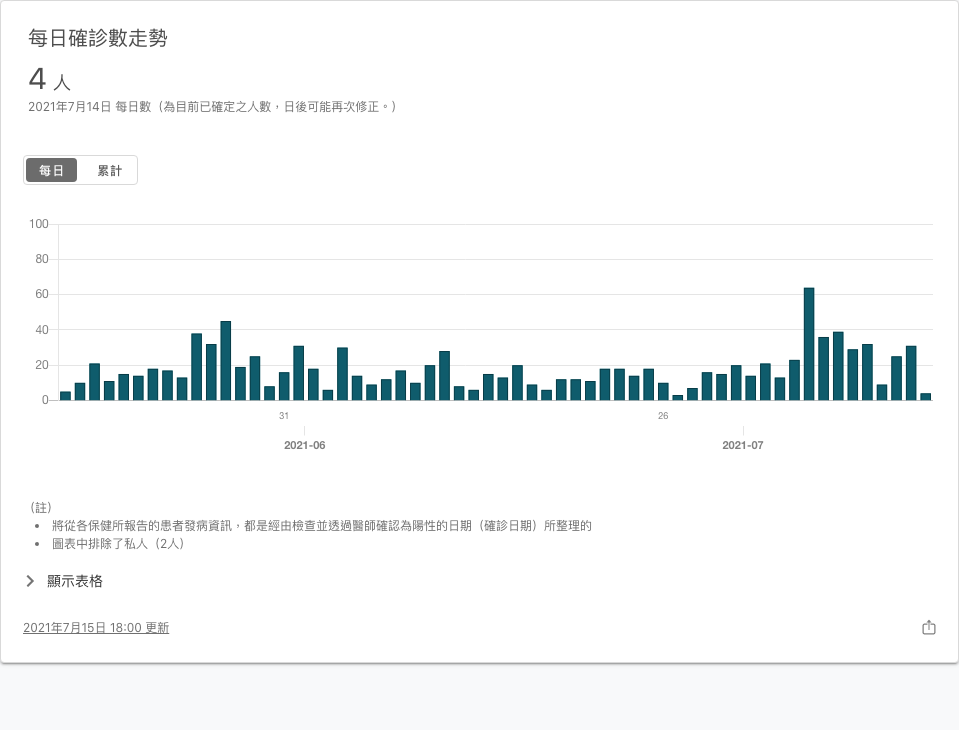 每日確診數走勢
4 人
2021年7月14日 每日數（為目前已確定之人數，日後可能再次修正。）
每日 累計
100
80
60
40
20
0
31 26
2021-06 2021-07
（註）
• 將從各保健所報告的患者發病資訊，都是經由檢查並透過醫師確認為陽性的日期（確診日期）所整理的
• 圖表中排除了私人（2人）
顯示表格
2021年7月15日 18:00 更新